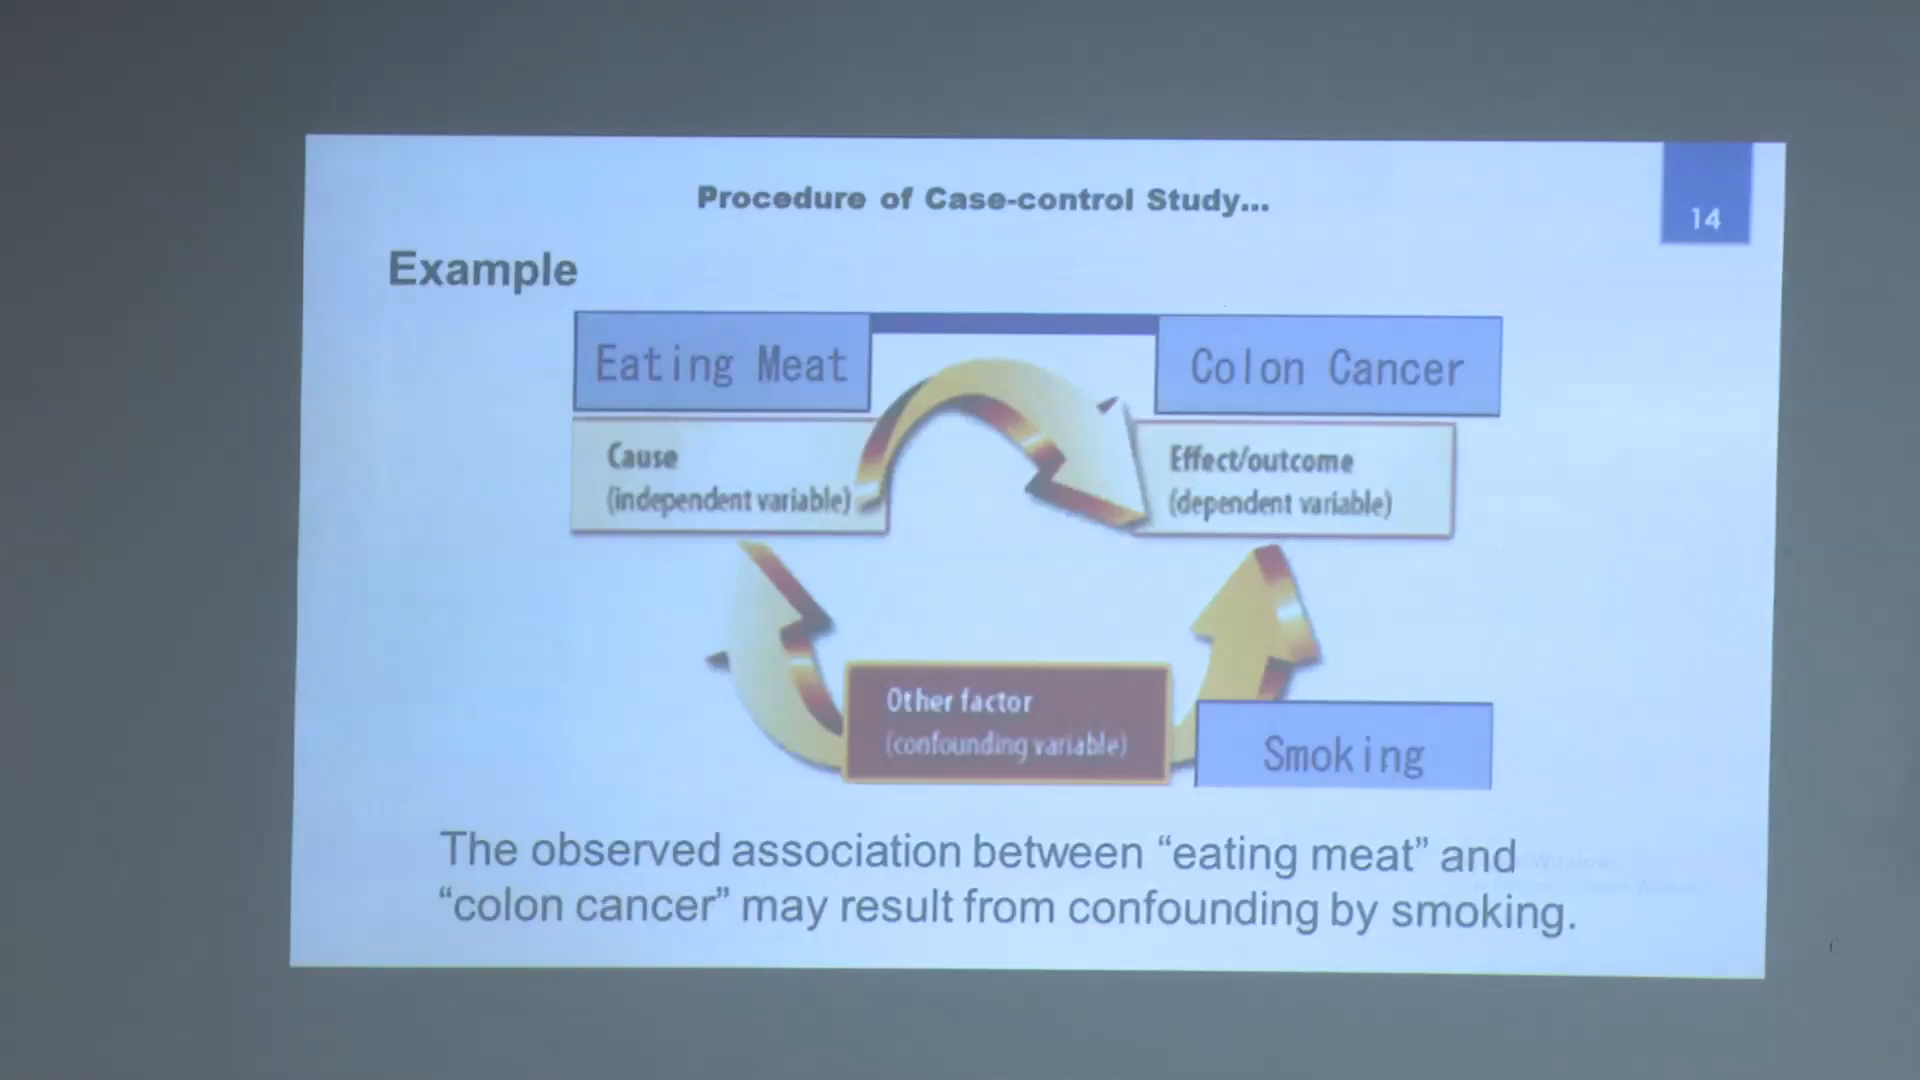 Procedure of Case-control Study...
14
Example
Eating Meat
Colon Cancer
Cause
(independent variable)
Effect/outcome
(dependent variable)
Other factor
(confounding variable)
Smoking
The observed association between “eating meat” and
“colon cancer” may result from confounding by smoking.